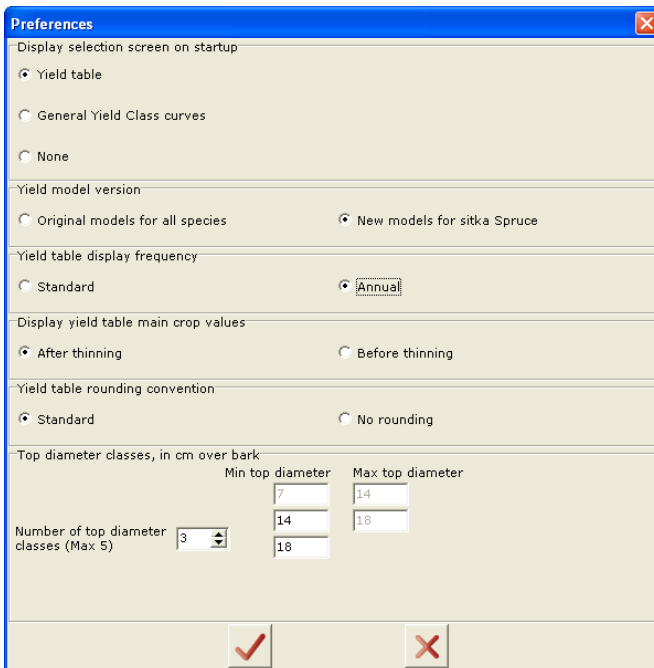 Preferences
Display selection screen on startup
Yield table
General Yield Class curves
None
Yield model version
Original models for all species
New models for sitka Spruce
Yield table display frequency
Standard
Annual
Display yield table main crop values
After thinning
Before thinning
Yield table rounding convention
Standard
No rounding
Top diameter classes, in cm over bark
Min top diameter
Max top diameter
7
14
14
18
Number of top diameter
classes (Max 5)
3
18